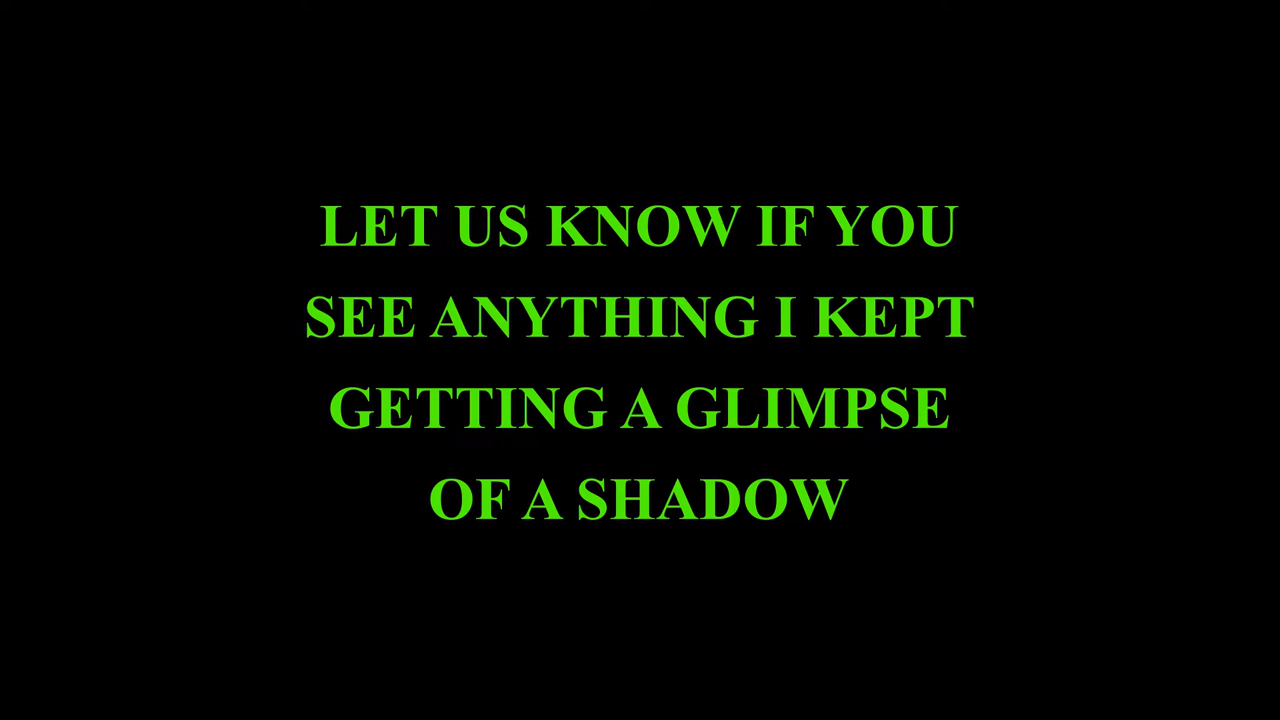 LET US KNOW IF YOU
SEE ANYTHING I KEPT
GETTING A GLIMPSE
OF A SHADOW